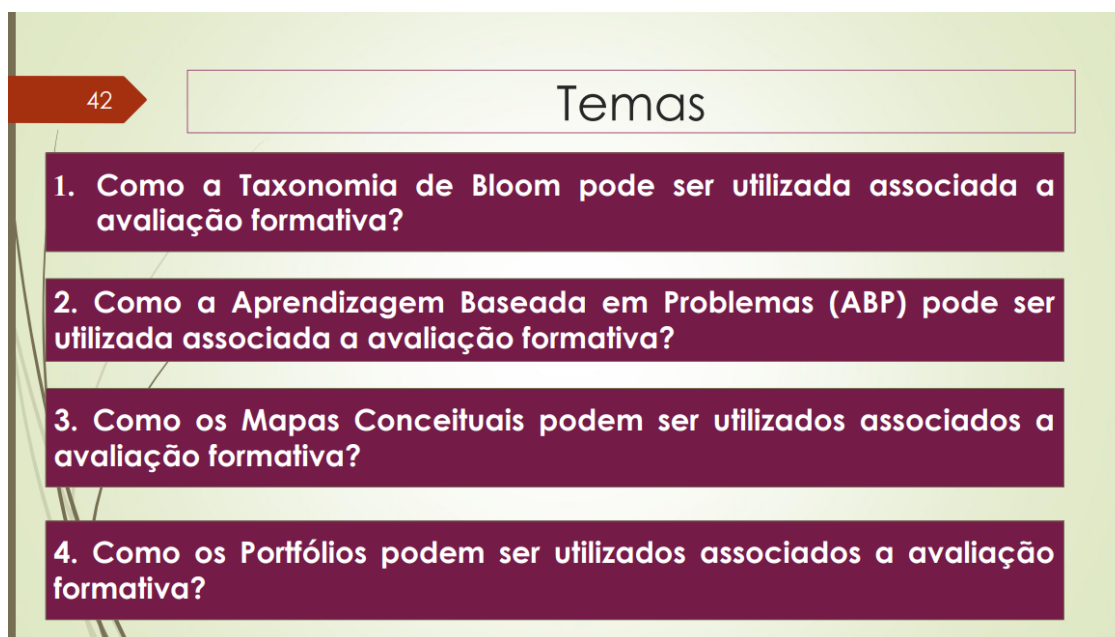 42
Temas
1. Como a Taxonomia de Bloom pode ser utilizada associada a
avaliação formativa?
2. Como a Aprendizagem Baseada em Problemas (ABP) pode ser
utilizada associada a avaliação formativa?
3. Como os Mapas Conceituais podem ser utilizados associados a
avaliação formativa?
4. Como os Portfólios podem ser utilizados associados a avaliação
formativa?